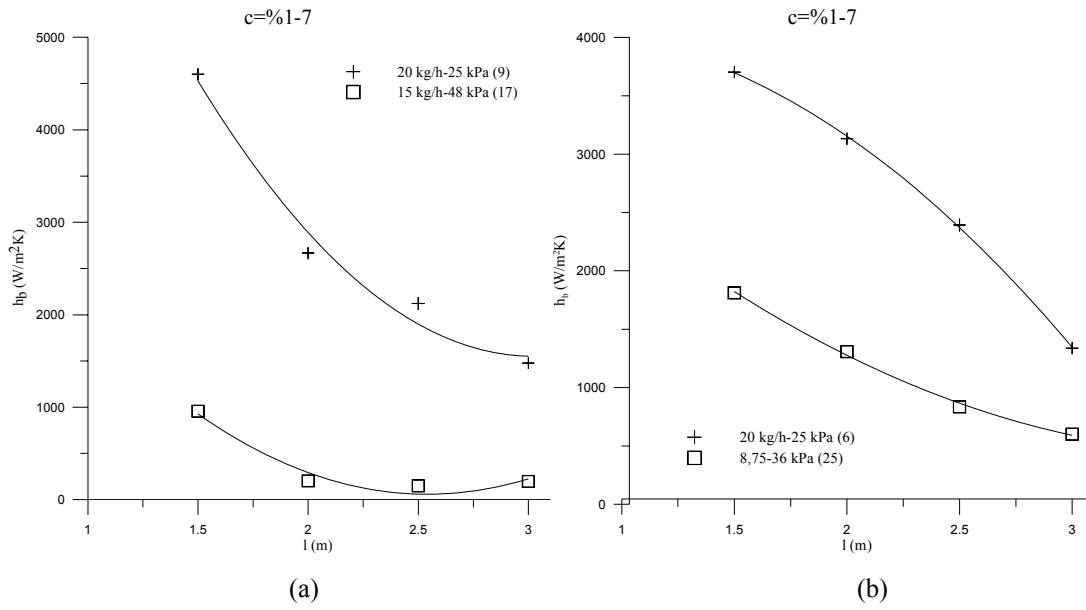 c=%1-7
5000
4000
3000
2000
1000
0
h_b (W/m²K)
20 kg/h-25 kPa (9)
15 kg/h-48 kPa (17)
1
1.5
2
2.5
3
l (m)
(a)
c=%1-7
4000
3000
2000
1000
0
h_b (W/m²K)
20 kg/h-25 kPa (6)
8,75-36 kPa (25)
1
1.5
2
2.5
3
l (m)
(b)